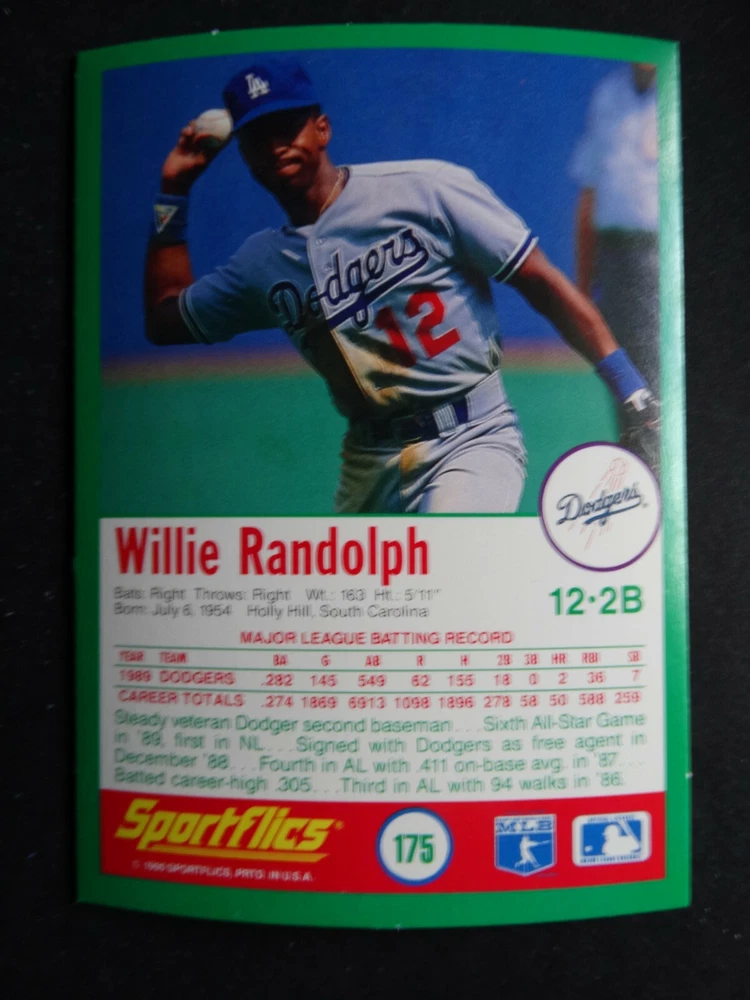 LA
Dodgers
12
Dodgers
Willie Randolph
Bats: Right Throws: Right Wt.: 163 Ht.: 5'11"
Born: July 6, 1954 Holly Hill, South Carolina
12•2B
MAJOR LEAGUE BATTING RECORD
YEAR TEAM BA G AB R H 2B 3B HR RBI SB
1989 DODGERS .282 145 549 62 155 18 0 2 36 7
CAREER TOTALS .274 1869 6913 1098 1896 278 58 50 588 259
Steady veteran Dodger second baseman...Sixth All-Star Game
in '89, first in NL...Signed with Dodgers as free agent in
December '88...Fourth in AL with .411 on-base avg. in '87...
Batted career-high .305...Third in AL with 94 walks in '86.
Sportflics
© 1990 SPORTFLICS, PRTD. IN U.S.A.
175
MLB